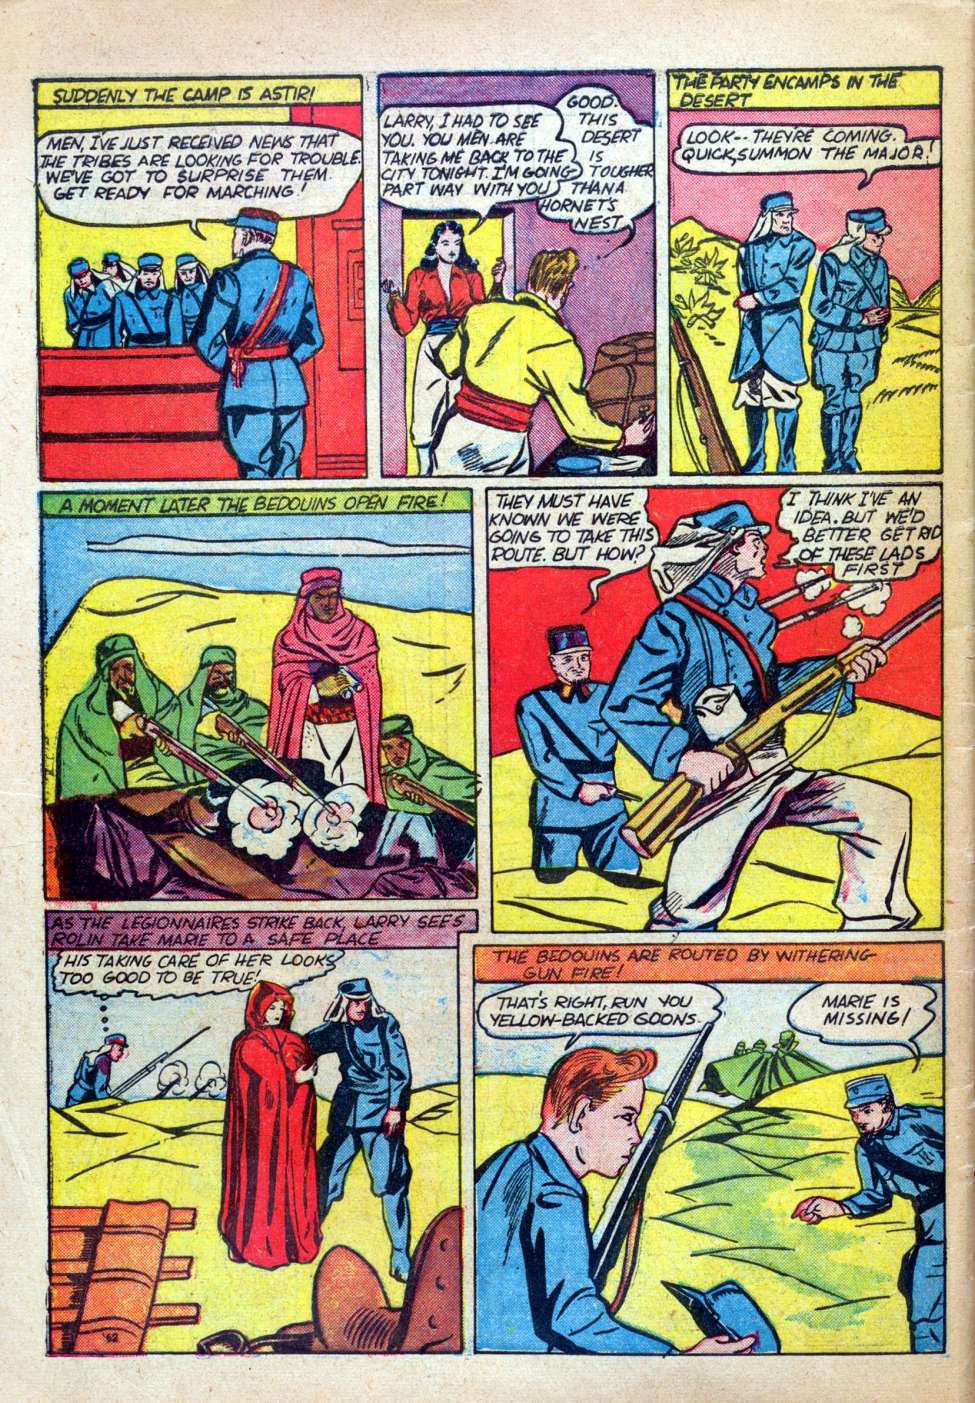 SUDDENLY THE CAMP IS ASTIR!
MEN, I'VE JUST RECEIVED NEWS THAT
THE TRIBES ARE LOOKING FOR TROUBLE.
WE'VE GOT TO SURPRISE THEM.
GET READY FOR MARCHING!
LARRY, I HAD TO SEE
YOU. YOU MEN ARE
TAKING ME BACK TO THE
CITY TONIGHT. I'M GOING
PART WAY WITH YOU
GOOD.
THIS
DESERT
IS
TOUGHER
THAN A
HORNET'S
NEST.
THE PARTY ENCAMPS IN THE
DESERT
LOOK-- THEY'RE COMING.
QUICK, SUMMON THE MAJOR!
A MOMENT LATER THE BEDOUINS OPEN FIRE!
THEY MUST HAVE
KNOWN WE WERE
GOING TO TAKE THIS
ROUTE. BUT HOW?
I THINK I'VE AN
IDEA. BUT WE'D
BETTER GET RID
OF THESE LADS
FIRST
AS THE LEGIONNAIRES STRIKE BACK, LARRY SEES
ROLIN TAKE MARIE TO A SAFE PLACE
HIS TAKING CARE OF HER LOOKS
TOO GOOD TO BE TRUE!
62
THE BEDOUINS ARE ROUTED BY WITHERING
GUN FIRE!
THAT'S RIGHT, RUN YOU
YELLOW-BACKED GOONS.
MARIE IS
MISSING!